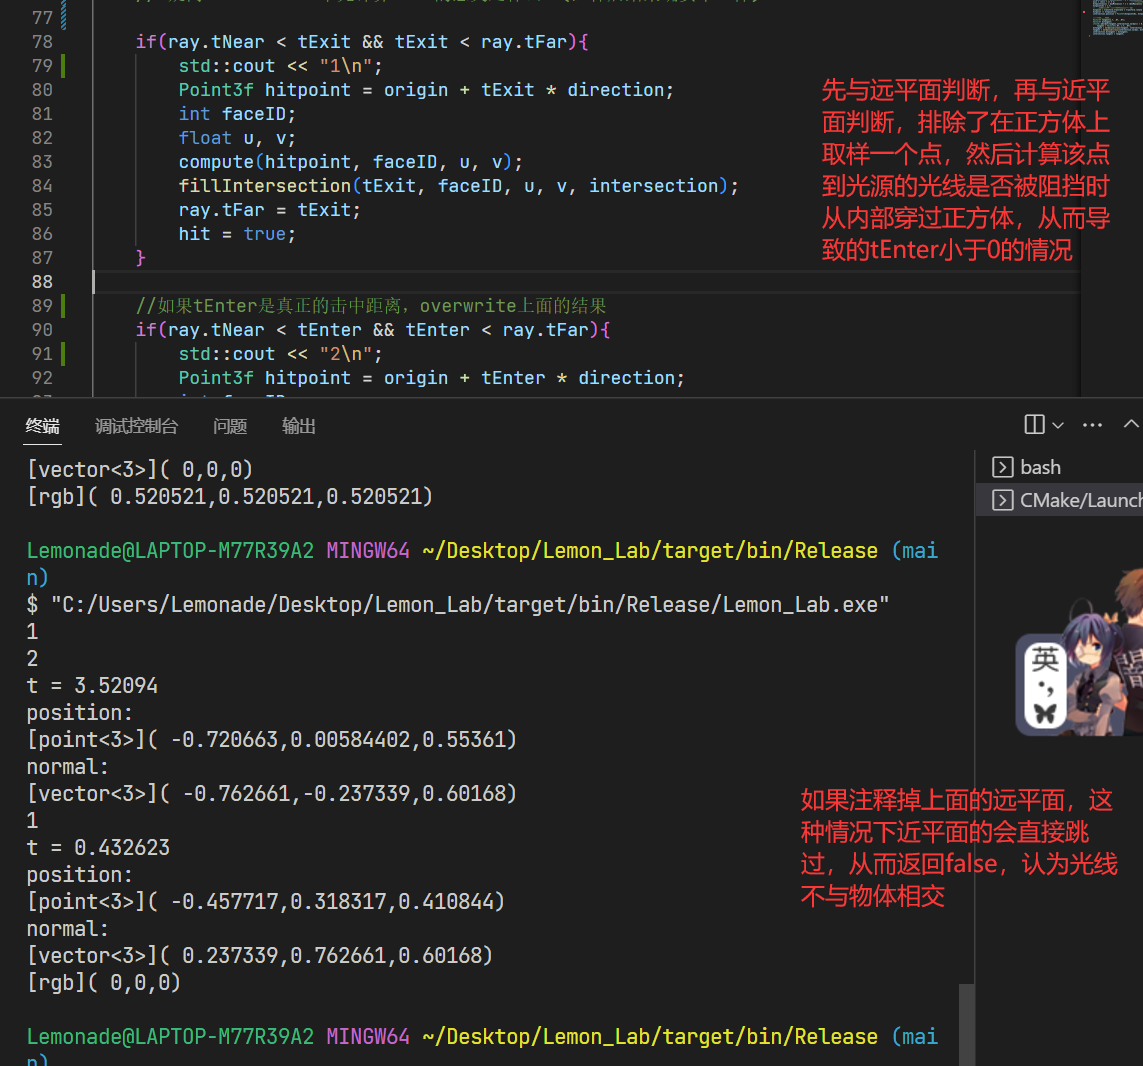 77
78 if(ray.tNear < tExit && tExit < ray.tFar){
79 std::cout << "1\n";
80 Point3f hitpoint = origin + tExit * direction;
81 int faceID;
82 float u, v;
83 compute(hitpoint, faceID, u, v);
84 fillIntersection(tExit, faceID, u, v, intersection);
85 ray.tFar = tExit;
86 hit = true;
87 }
88
89 //如果tEnter是真正的击中距离，overwrite上面的结果
90 if(ray.tNear < tEnter && tEnter < ray.tFar){
91 std::cout << "2\n";
92 Point3f hitpoint = origin + tEnter * direction;
先与远平面判断，再与近平
面判断，排除了在正方体上
取样一个点，然后计算该点
到光源的光线是否被阻挡时
从内部穿过正方体，从而导
致的tEnter小于0的情况
终端 调试控制台 问题 输出
[vector<3>]( 0,0,0)
[rgb]( 0.520521,0.520521,0.520521)
Lemonade@LAPTOP-M77R39A2 MINGW64 ~/Desktop/Lemon_Lab/target/bin/Release (mai
n)
$ "C:/Users/Lemonade/Desktop/Lemon_Lab/target/bin/Release/Lemon_Lab.exe"
1
2
t = 3.52094
position:
[point<3>]( -0.720663,0.00584402,0.55361)
normal:
[vector<3>]( -0.762661,-0.237339,0.60168)
1
t = 0.432623
position:
[point<3>]( -0.457717,0.318317,0.410844)
normal:
[vector<3>]( 0.237339,0.762661,0.60168)
[rgb]( 0,0,0)
Lemonade@LAPTOP-M77R39A2 MINGW64 ~/Desktop/Lemon_Lab/target/bin/Release (mai
n)
bash
CMake/Launch
英
如果注释掉上面的远平面，这
种情况下近平面的会直接跳
过，从而返回false，认为光线
不与物体相交